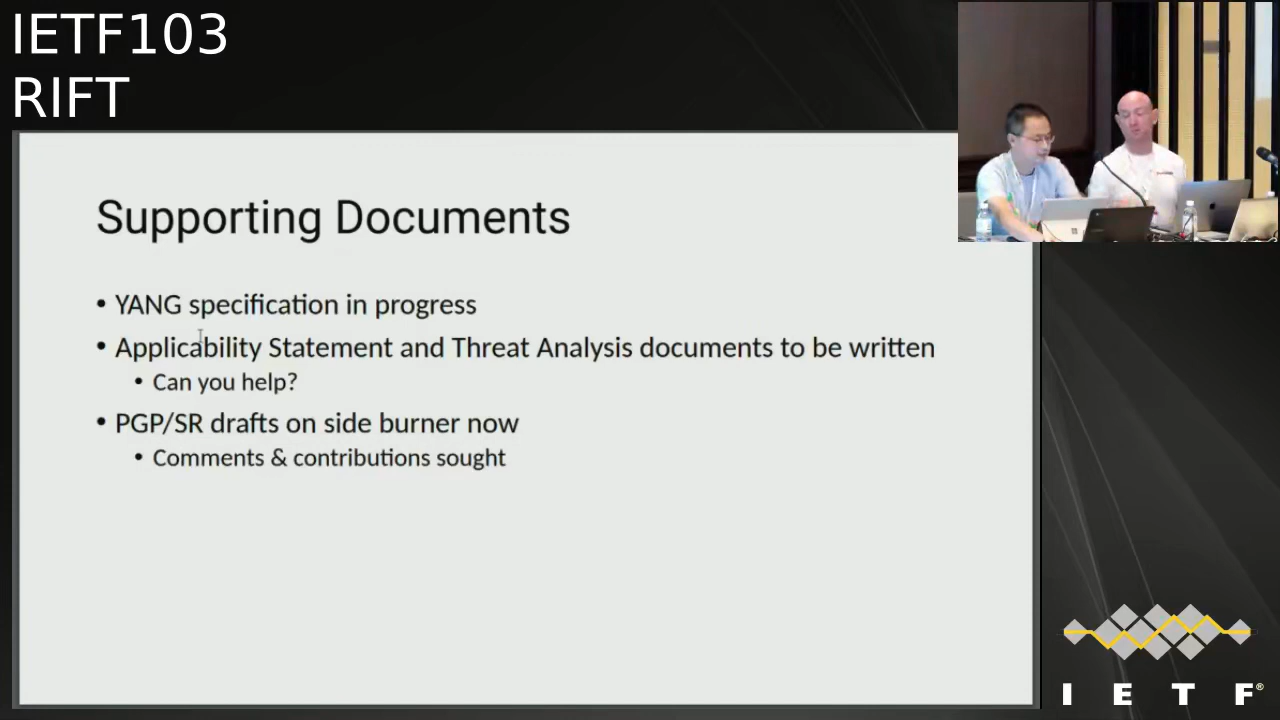 IETF103
RIFT
Supporting Documents
• YANG specification in progress
• Applicability Statement and Threat Analysis documents to be written
• Can you help?
• PGP/SR drafts on side burner now
• Comments & contributions sought
I E T F®